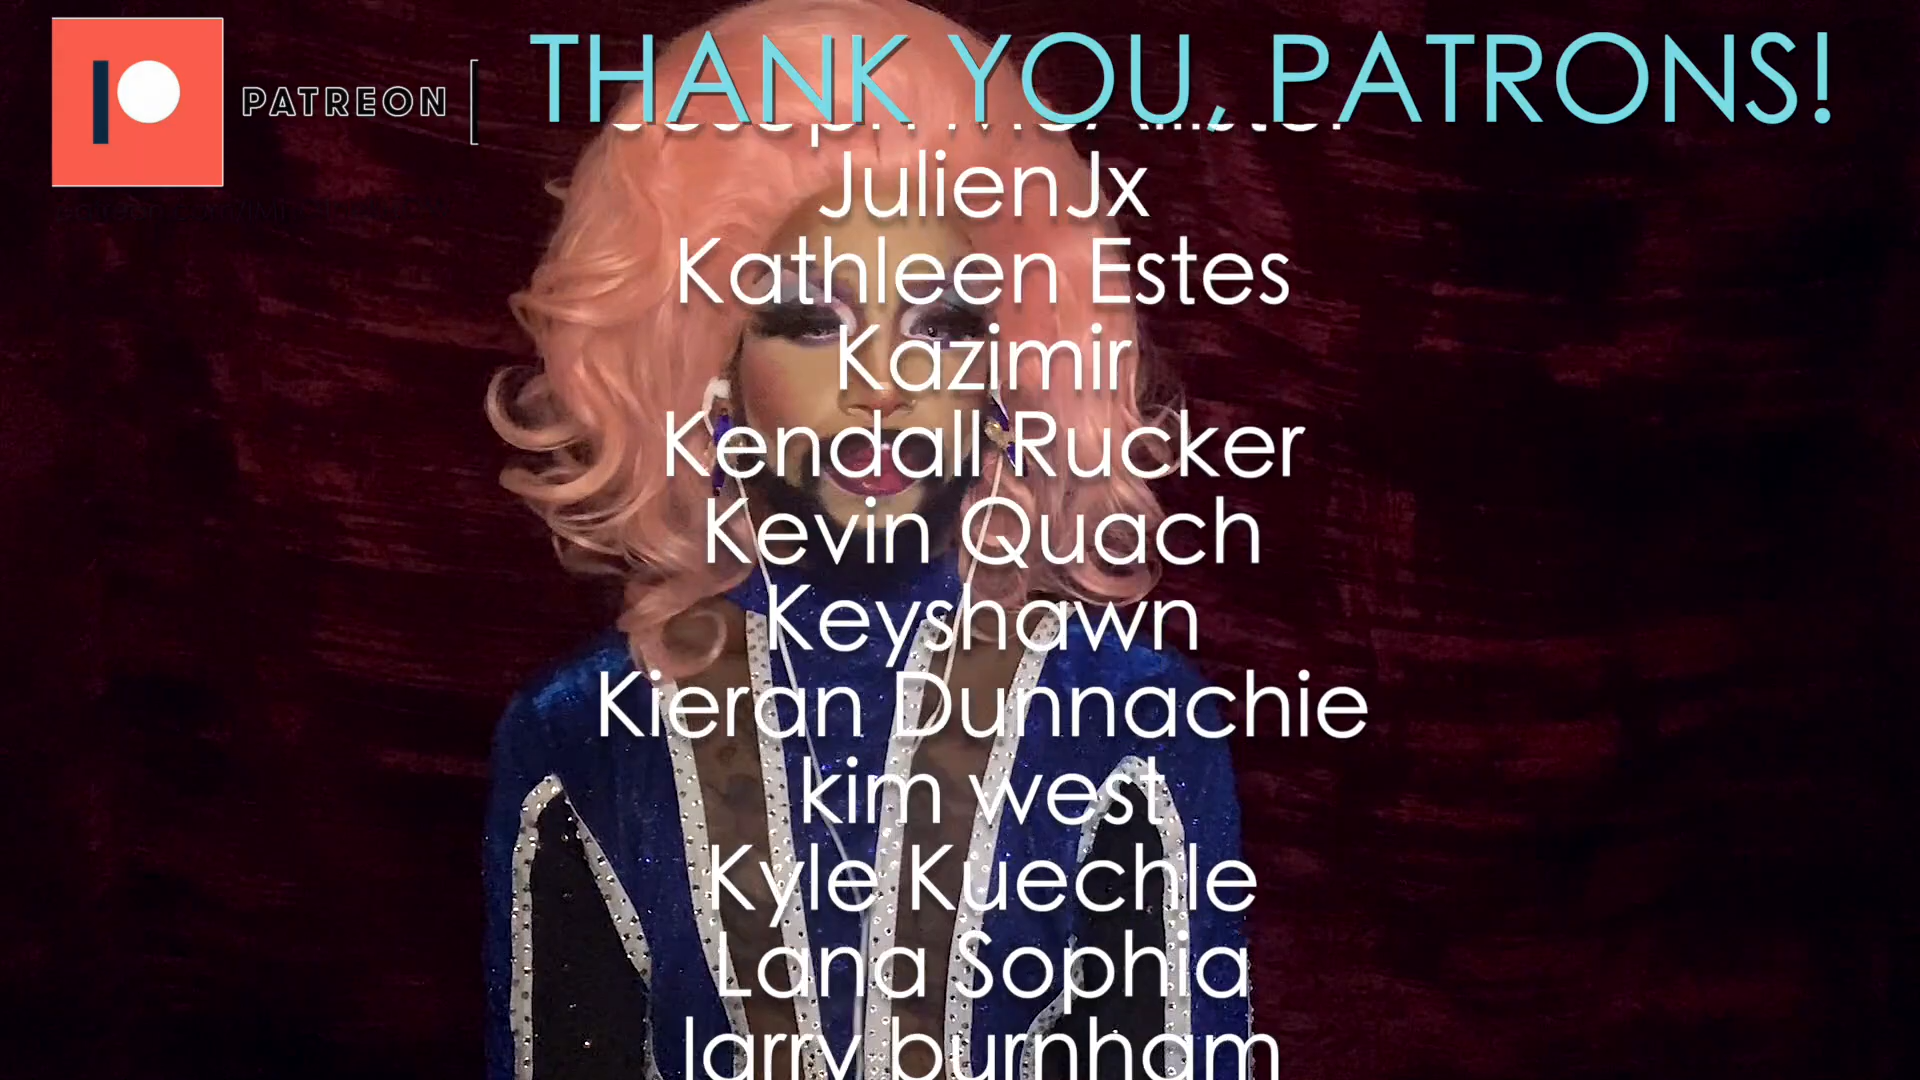 PATREON
THANK YOU, PATRONS!
JulienJx
Kathleen Estes
Kazimir
Kendall Rucker
Kevin Quach
Keyshawn
Kieran Dunnachie
kim west
Kyle Kuechle
Lana Sophia
larry burnham